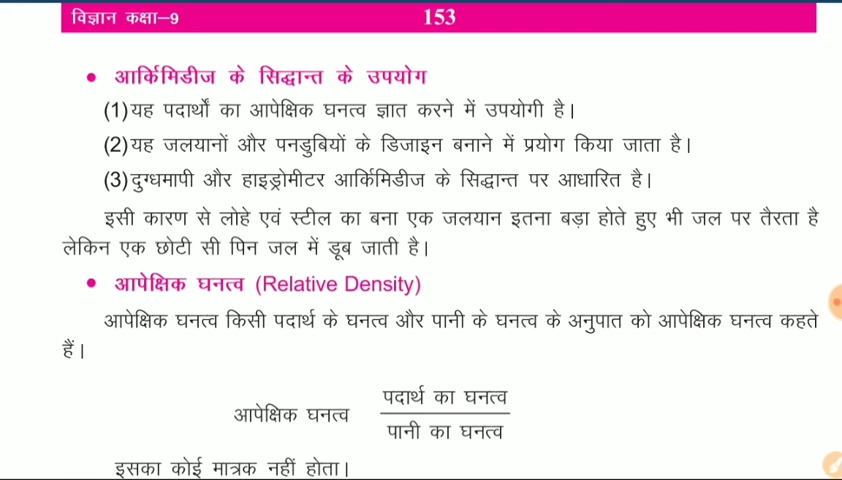 विज्ञान कक्षा–9 153
• आर्किमिडीज के सिद्धान्त के उपयोग
(1)यह पदार्थों का आपेक्षिक घनत्व ज्ञात करने में उपयोगी है।
(2)यह जलयानों और पनडुबियों के डिजाइन बनाने में प्रयोग किया जाता है।
(3)दुग्धमापी और हाइड्रोमीटर आर्किमिडीज के सिद्धान्त पर आधारित है।
इसी कारण से लोहे एवं स्टील का बना एक जलयान इतना बड़ा होते हुए भी जल पर तैरता है
लेकिन एक छोटी सी पिन जल में डूब जाती है।
• आपेक्षिक घनत्व (Relative Density)
आपेक्षिक घनत्व किसी पदार्थ के घनत्व और पानी के घनत्व के अनुपात को आपेक्षिक घनत्व कहते
हैं।
पदार्थ का घनत्व
आपेक्षिक घनत्व
पानी का घनत्व
इसका कोई मात्रक नहीं होता।